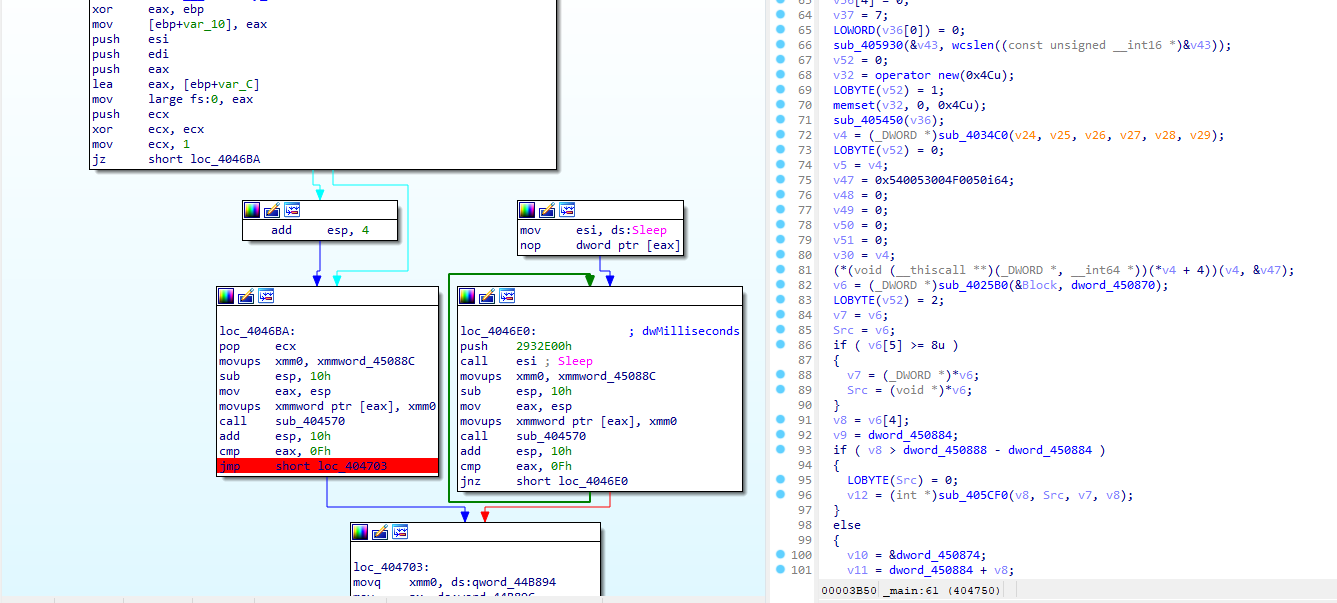 xor eax, ebp
mov [ebp+var_10], eax
push esi
push edi
push eax
lea eax, [ebp+var_C]
mov large fs:0, eax
push ecx
xor ecx, ecx
mov ecx, 1
jz short loc_4046BA
add esp, 4
mov esi, ds:Sleep
nop dword ptr [eax]
loc_4046BA:
pop ecx
movups xmm0, xmmword_45088C
sub esp, 10h
mov eax, esp
movups xmmword ptr [eax], xmm0
call sub_404570
add esp, 10h
cmp eax, 0Fh
jmp short loc_404703
loc_4046E0: ; dwMilliseconds
push 2932E00h
call esi ; Sleep
movups xmm0, xmmword_45088C
sub esp, 10h
mov eax, esp
movups xmmword ptr [eax], xmm0
call sub_404570
add esp, 10h
cmp eax, 0Fh
jnz short loc_4046E0
loc_404703:
movq xmm0, ds:qword_44B894
64 v37 = 7;
65 LOWORD(v36[0]) = 0;
66 sub_405930(&v43, wcslen((const unsigned __int16 *)&v43));
67 v52 = 0;
68 v32 = operator new(0x4Cu);
69 LOBYTE(v52) = 1;
70 memset(v32, 0, 0x4Cu);
71 sub_405450(v36);
72 v4 = (_DWORD *)sub_4034C0(v24, v25, v26, v27, v28, v29);
73 LOBYTE(v52) = 0;
74 v5 = v4;
75 v47 = 0x540053004F0050i64;
76 v48 = 0;
77 v49 = 0;
78 v50 = 0;
79 v51 = 0;
80 v30 = v4;
81 (*(void (__thiscall **)(_DWORD *, __int64 *))(*v4 + 4))(v4, &v47);
82 v6 = (_DWORD *)sub_4025B0(&Block, dword_450870);
83 LOBYTE(v52) = 2;
84 v7 = v6;
85 Src = v6;
86 if ( v6[5] >= 8u )
87 {
88 v7 = (_DWORD *)*v6;
89 Src = (void *)*v6;
90 }
91 v8 = v6[4];
92 v9 = dword_450884;
93 if ( v8 > dword_450888 - dword_450884 )
94 {
95 LOBYTE(Src) = 0;
96 v12 = (int *)sub_405CF0(v8, Src, v7, v8);
97 }
98 else
99 {
100 v10 = &dword_450874;
101 v11 = dword_450884 + v8;
00003B50 _main:61 (404750)